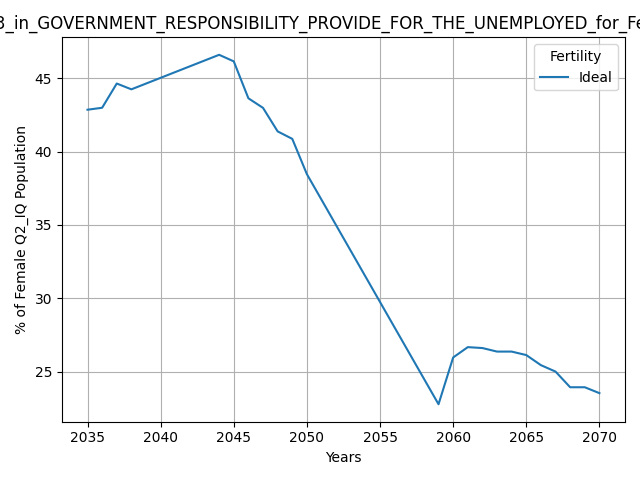 3_in_GOVERNMENT_RESPONSIBILITY_PROVIDE_FOR_THE_UNEMPLOYED_for_Fe
Fertility
Ideal
% of Female Q2_IQ Population
45
40
35
30
25
2035 2040 2045 2050 2055 2060 2065 2070
Years